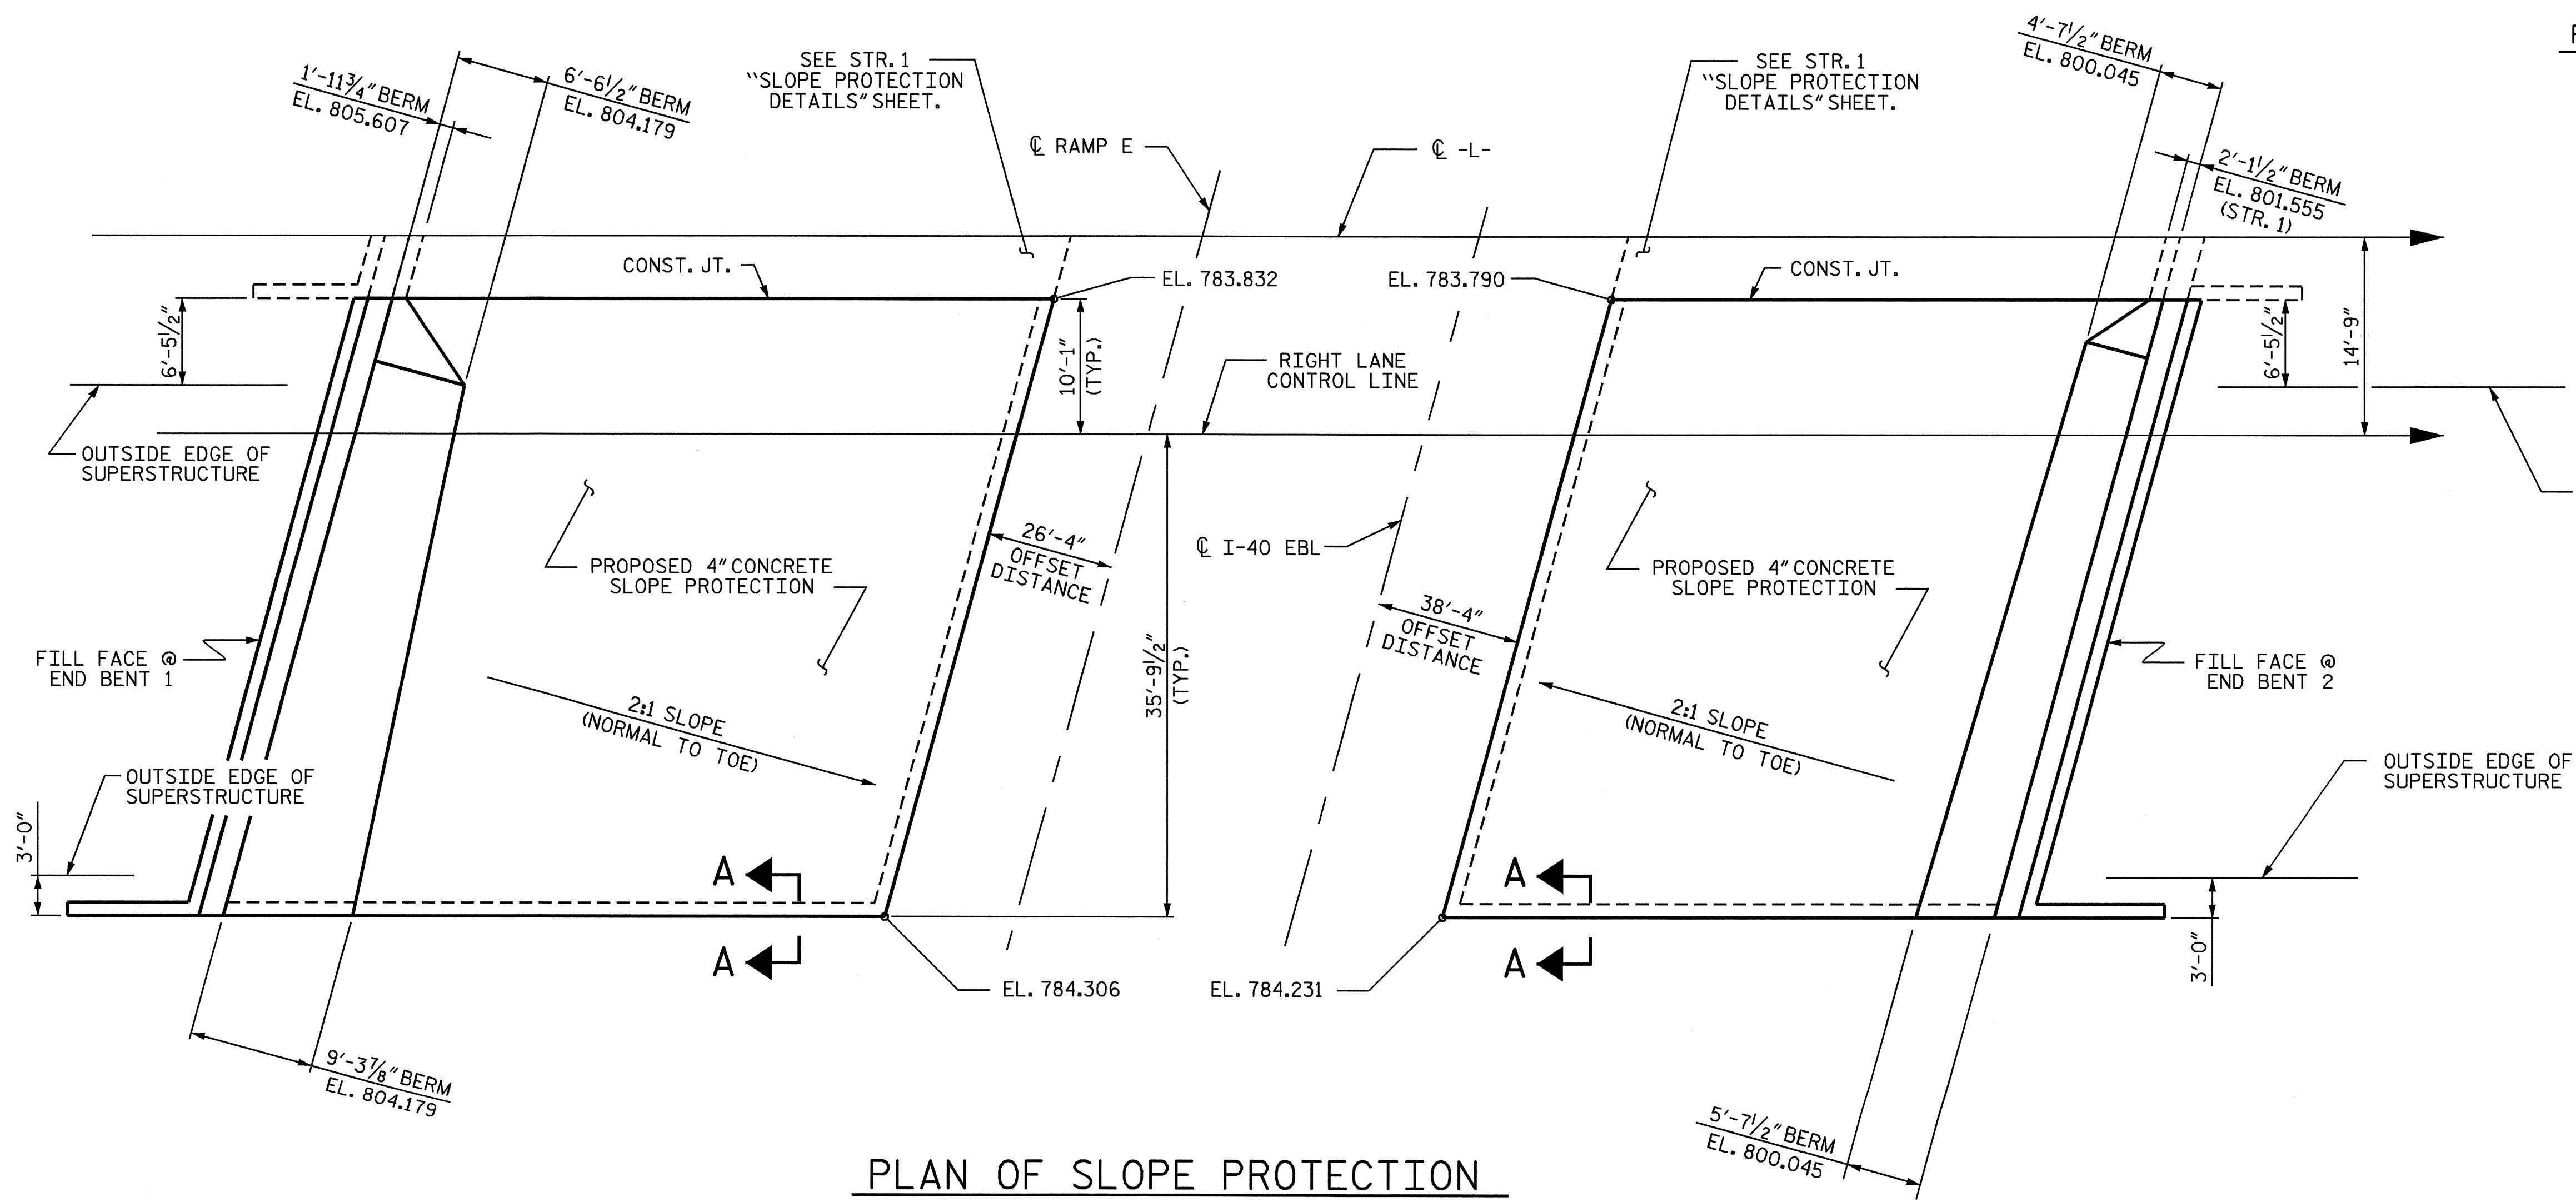 1'-11¾" BERM
EL. 805.607
6'-6½" BERM
EL. 804.179
SEE STR.1
"SLOPE PROTECTION
DETAILS" SHEET.
℄ RAMP E
℄ -L-
SEE STR.1
"SLOPE PROTECTION
DETAILS" SHEET.
4'-7½" BERM
EL. 800.045
2'-1½" BERM
EL. 801.555
(STR. 1)
CONST. JT.
EL. 783.832
EL. 783.790
CONST. JT.
6'-5½"
10'-1"
(TYP.)
RIGHT LANE
CONTROL LINE
6'-5½"
14'-9"
OUTSIDE EDGE OF
SUPERSTRUCTURE
PROPOSED 4" CONCRETE
SLOPE PROTECTION
26'-4"
OFFSET
DISTANCE
℄ I-40 EBL
38'-4"
OFFSET
DISTANCE
PROPOSED 4" CONCRETE
SLOPE PROTECTION
FILL FACE @
END BENT 1
2:1 SLOPE
(NORMAL TO TOE)
35'-9½"
(TYP.)
2:1 SLOPE
(NORMAL TO TOE)
FILL FACE @
END BENT 2
OUTSIDE EDGE OF
SUPERSTRUCTURE
OUTSIDE EDGE OF
SUPERSTRUCTURE
3'-0"
A
A
A
A
3'-0"
EL. 784.306
EL. 784.231
9'-3⅞" BERM
EL. 804.179
5'-7½" BERM
EL. 800.045
PLAN OF SLOPE PROTECTION